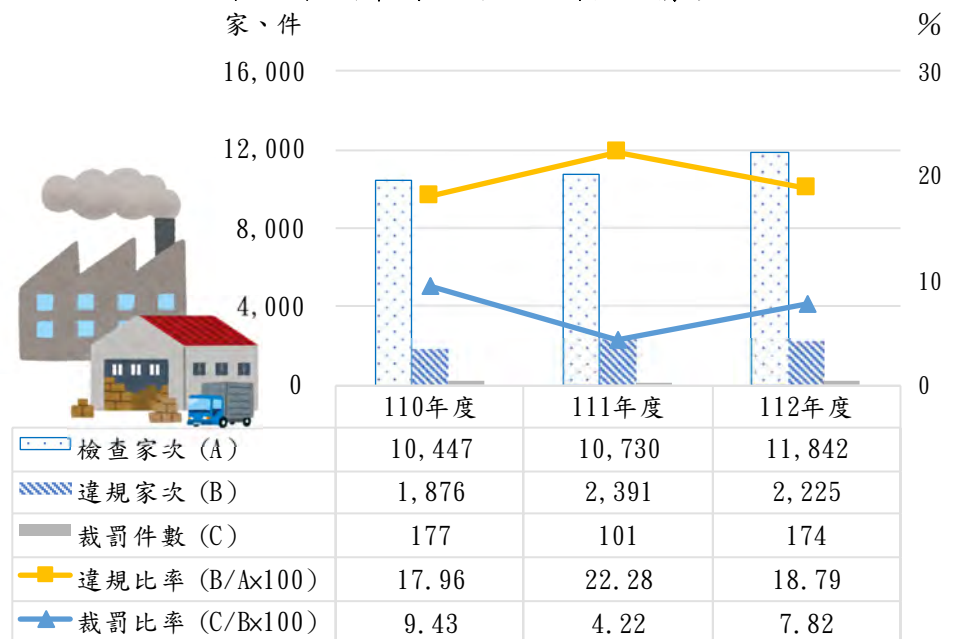 家、件 %
16,000 30
12,000
20
8,000
10
4,000
0 0
110年度 111年度 112年度
檢查家次 (A) 10,447 10,730 11,842
違規家次 (B) 1,876 2,391 2,225
裁罰件數 (C) 177 101 174
違規比率 (B/Ax100) 17.96 22.28 18.79
裁罰比率 (C/Bx100) 9.43 4.22 7.82